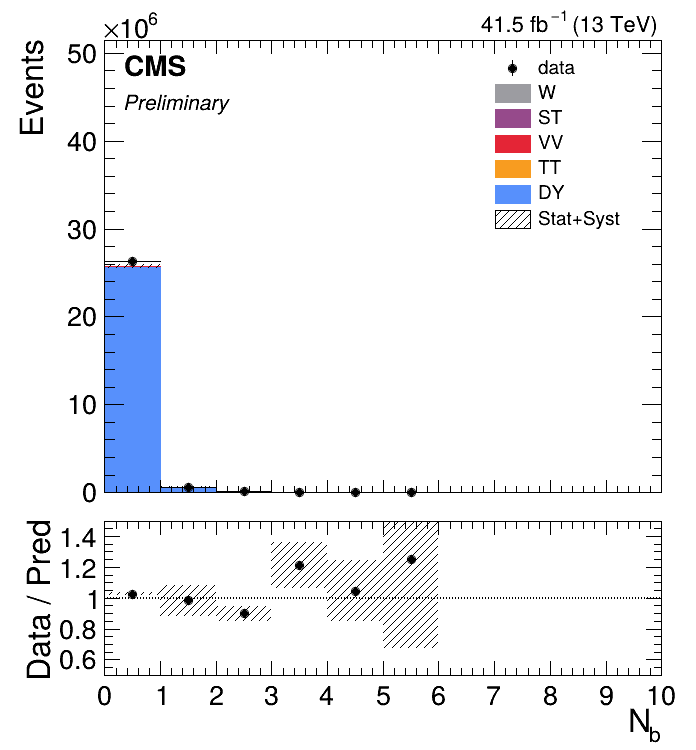 ×10⁶
41.5 fb⁻¹ (13 TeV)
CMS
Preliminary
Events
50
40
30
20
10
0
data
W
ST
VV
TT
DY
Stat+Syst
Data / Pred
1.4
1.2
1
0.8
0.6
0 1 2 3 4 5 6 7 8 9 10
N_b